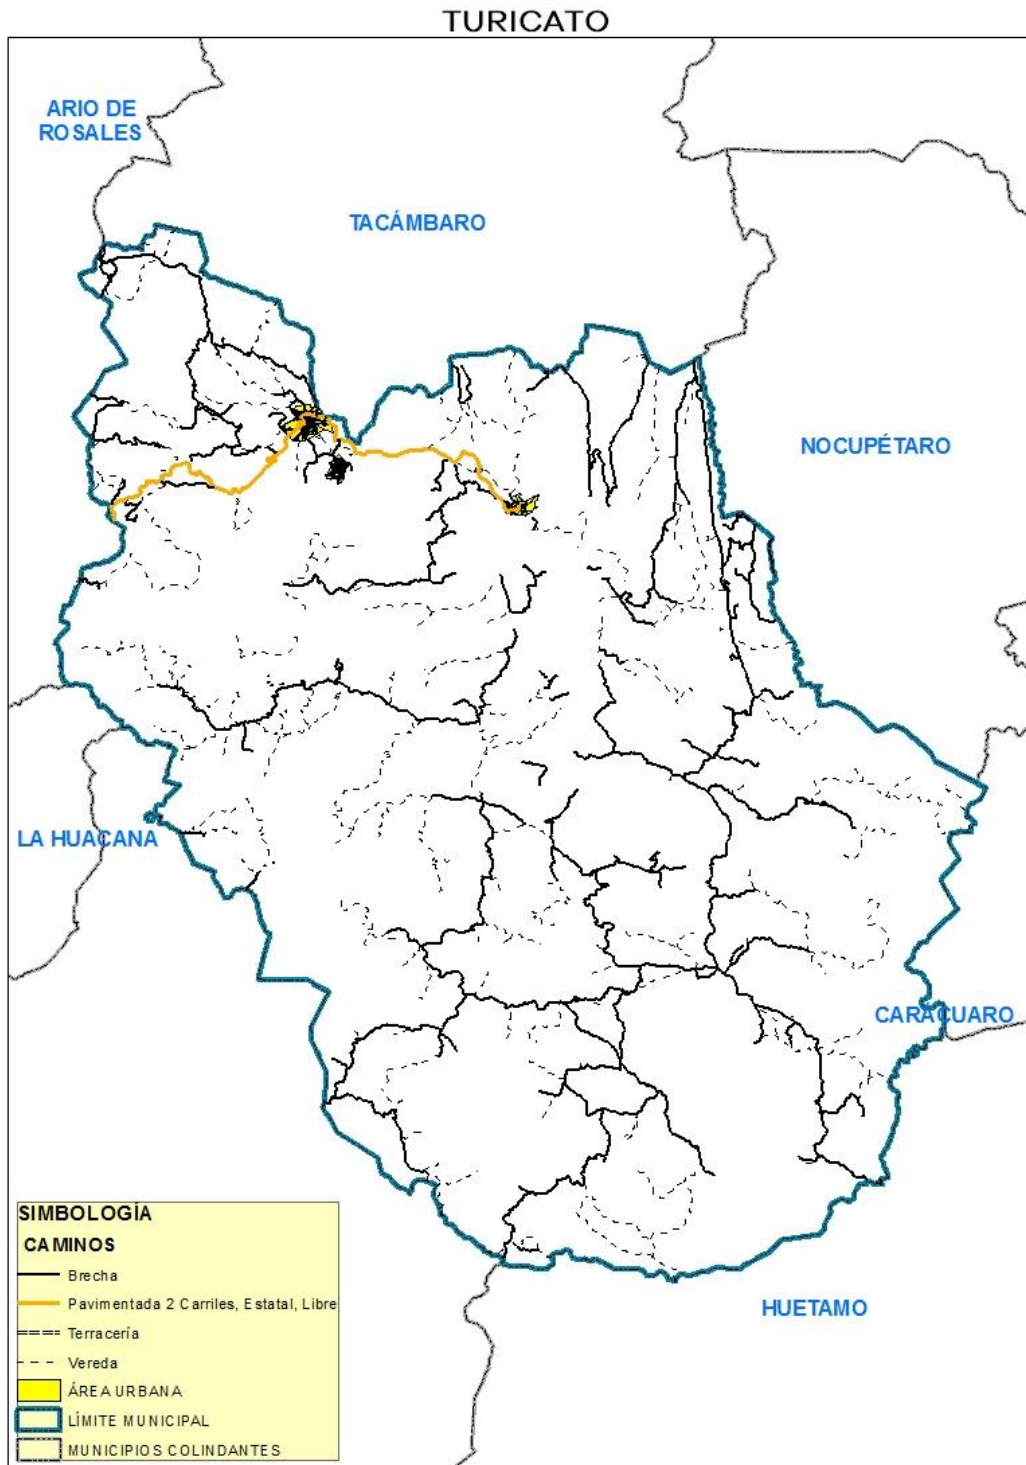 TURICATO
ARIO DE
ROSALES
TACÁMBARO
NOCUPÉTARO
LA HUACANA
CARÁCUARO
HUETAMO
SIMBOLOGÍA
CAMINOS
Brecha
Pavimentada 2 Carriles, Estatal, Libre
Terracería
Vereda
ÁREA URBANA
LÍMITE MUNICIPAL
MUNICIPIOS COLINDANTES